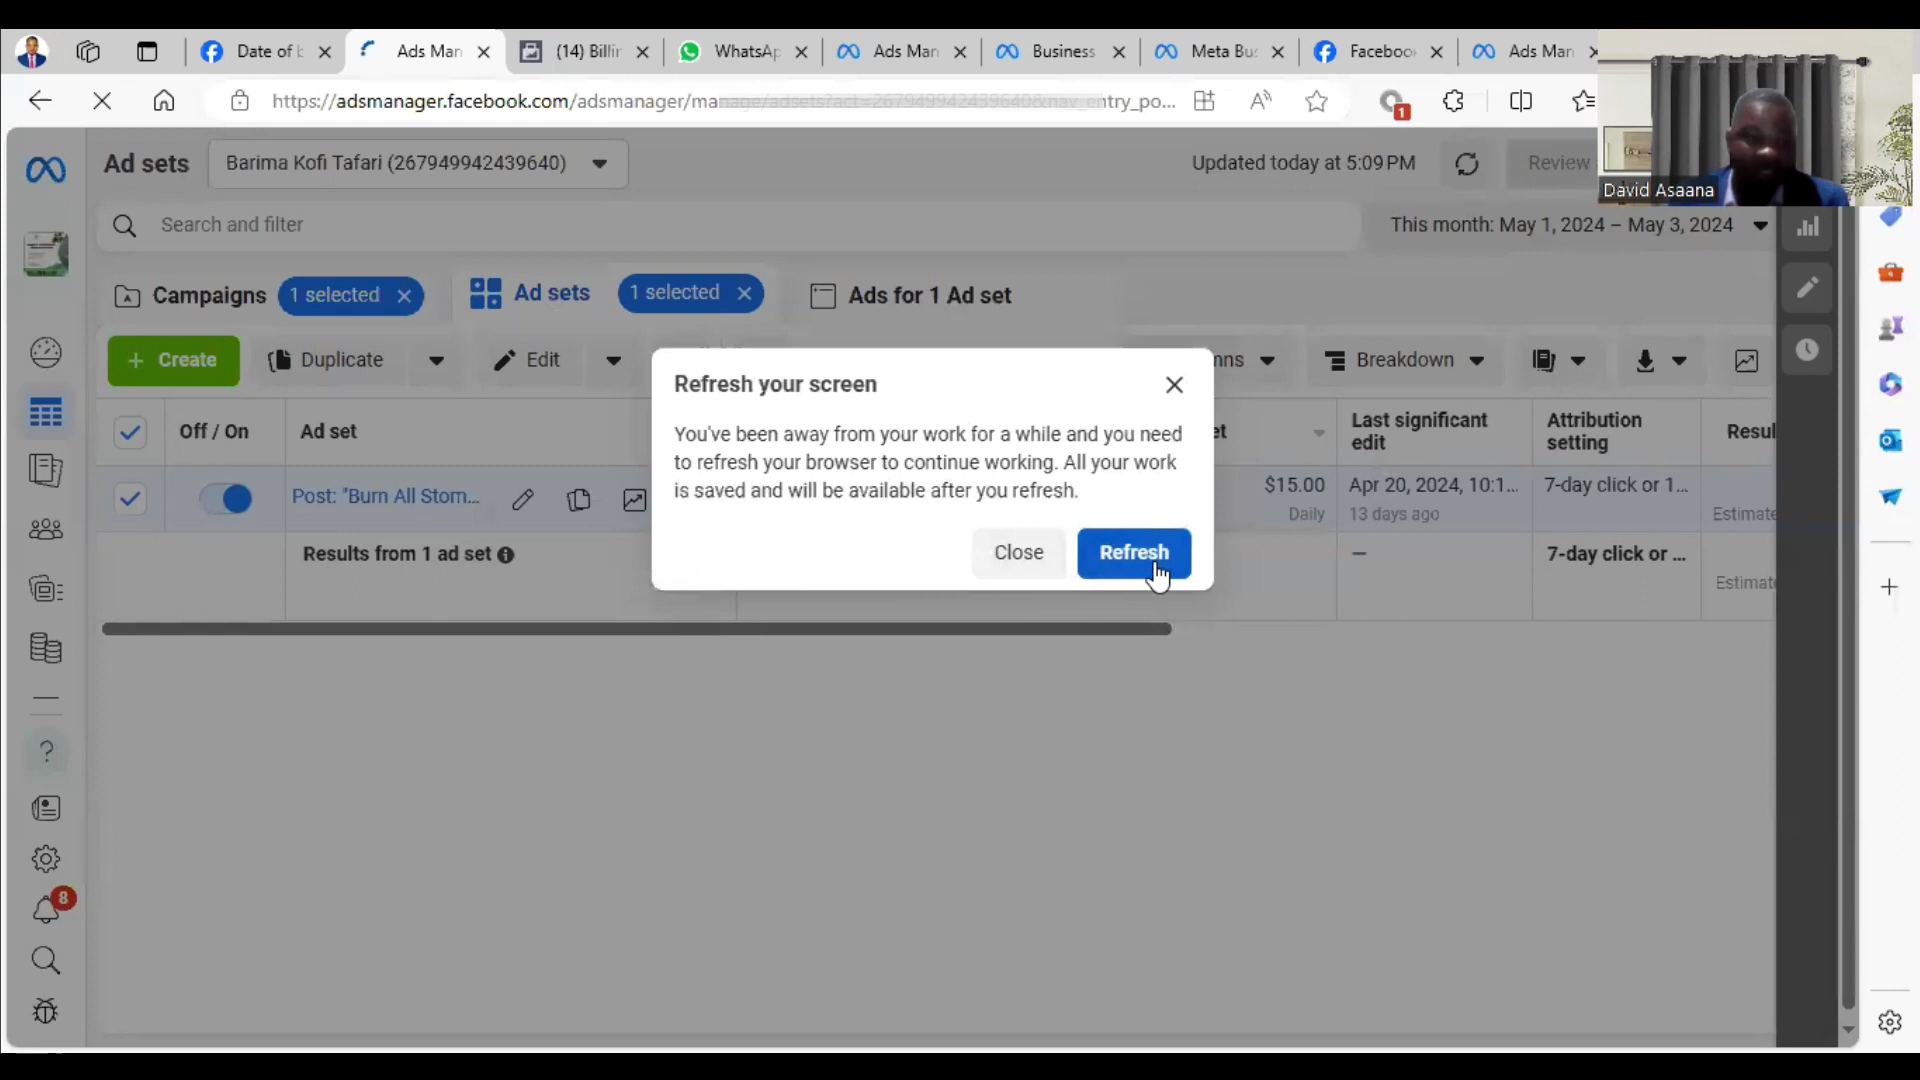 Date of b
Ads Man
(14) Billin
WhatsAp
Ads Man
Business
Meta Bus
Facebook
Ads Man
https://adsmanager.facebook.com/adsmanager/manage/adsets?act=267949942439640&nav_entry_po...
1
Ad sets
Barima Kofi Tafari (267949942439640)
Updated today at 5:09 PM
Review
David Asaana
Search and filter
This month: May 1, 2024 – May 3, 2024
Campaigns
1 selected
Ad sets
1 selected
Ads for 1 Ad set
+ Create
Duplicate
Edit
Breakdown
Refresh your screen
You've been away from your work for a while and you need
to refresh your browser to continue working. All your work
is saved and will be available after you refresh.
Close
Refresh
Off / On
Ad set
Last significant
edit
Attribution
setting
Resul
Post: "Burn All Stom...
$15.00
Daily
Apr 20, 2024, 10:1...
13 days ago
7-day click or 1...
Estimate
Results from 1 ad set
—
7-day click or ...
Estimate
8